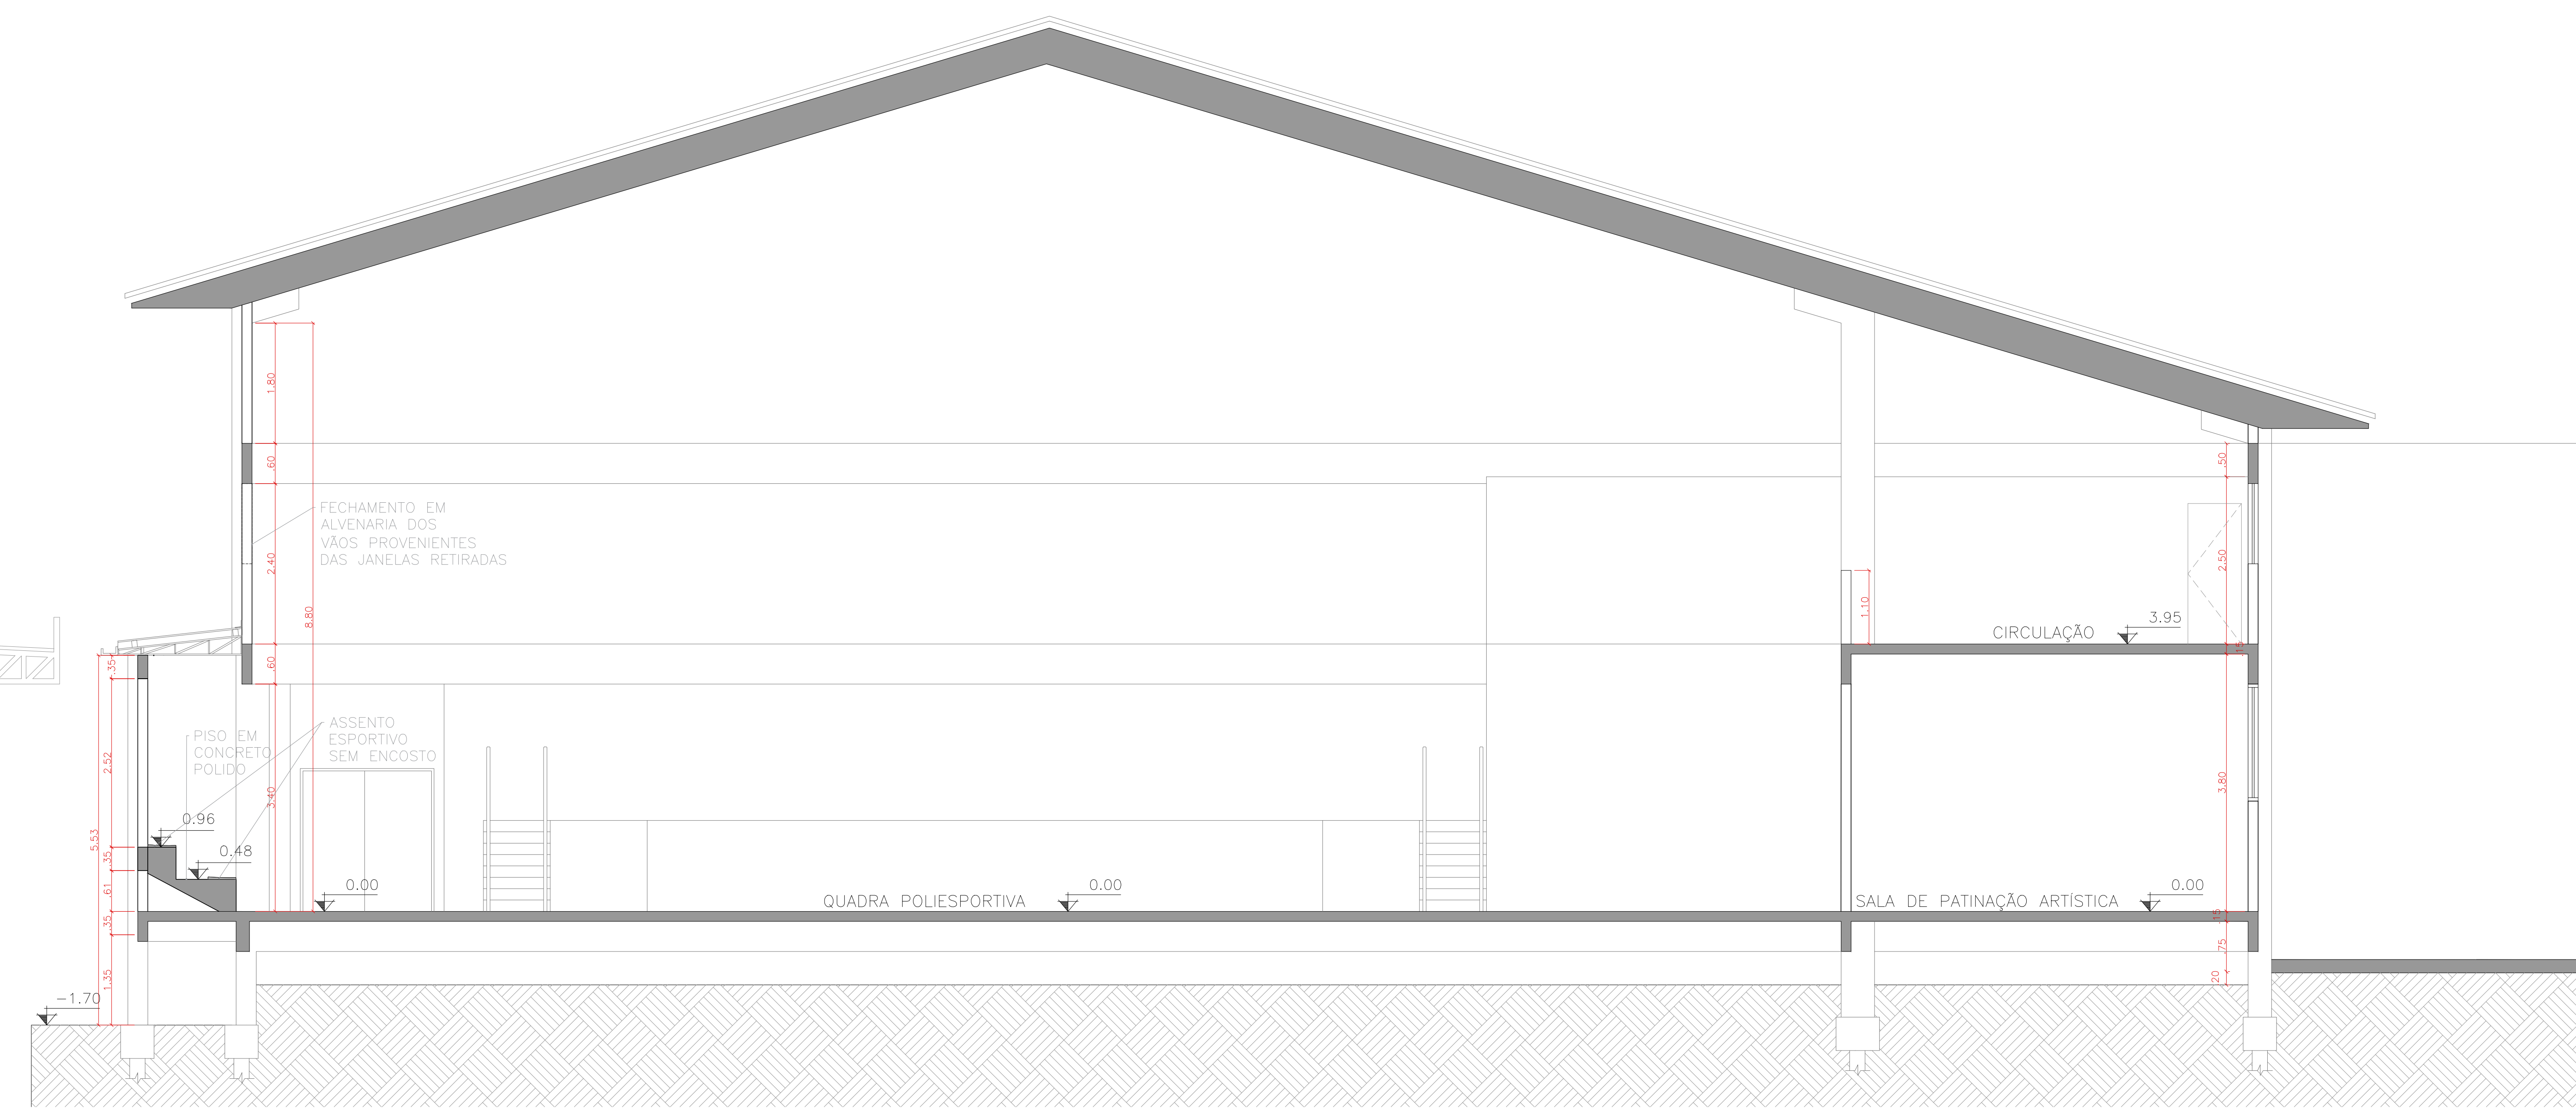 1.80
.60
.50
FECHAMENTO EM
ALVENARIA DOS
VÃOS PROVENIENTES
DAS JANELAS RETIRADAS
2.40
2.50
8.80
1.10
CIRCULAÇÃO
3.95
.15
.35
.60
PISO EM
CONCRETO
POLIDO
ASSENTO
ESPORTIVO
SEM ENCOSTO
2.52
3.40
3.80
5.53
0.96
0.48
.35
.61
0.00
QUADRA POLIESPORTIVA
0.00
SALA DE PATINAÇÃO ARTÍSTICA
0.00
.35
.15
.75
1.35
.20
-1.70